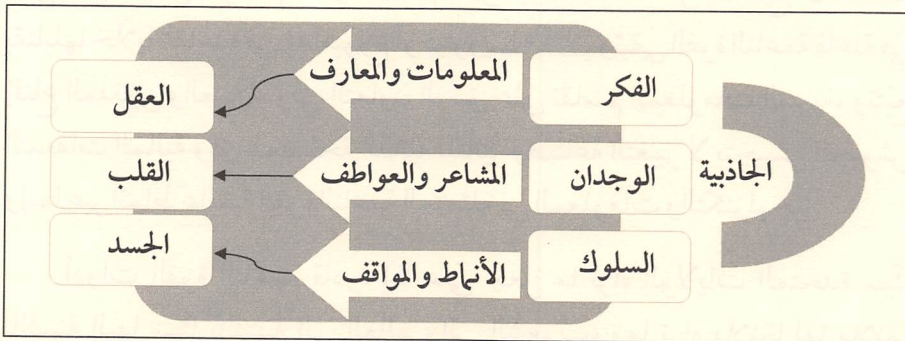 الجاذبية
الفكر
المعلومات والمعارف
العقل
الوجدان
المشاعر والعواطف
القلب
السلوك
الأنماط والمواقف
الجسد